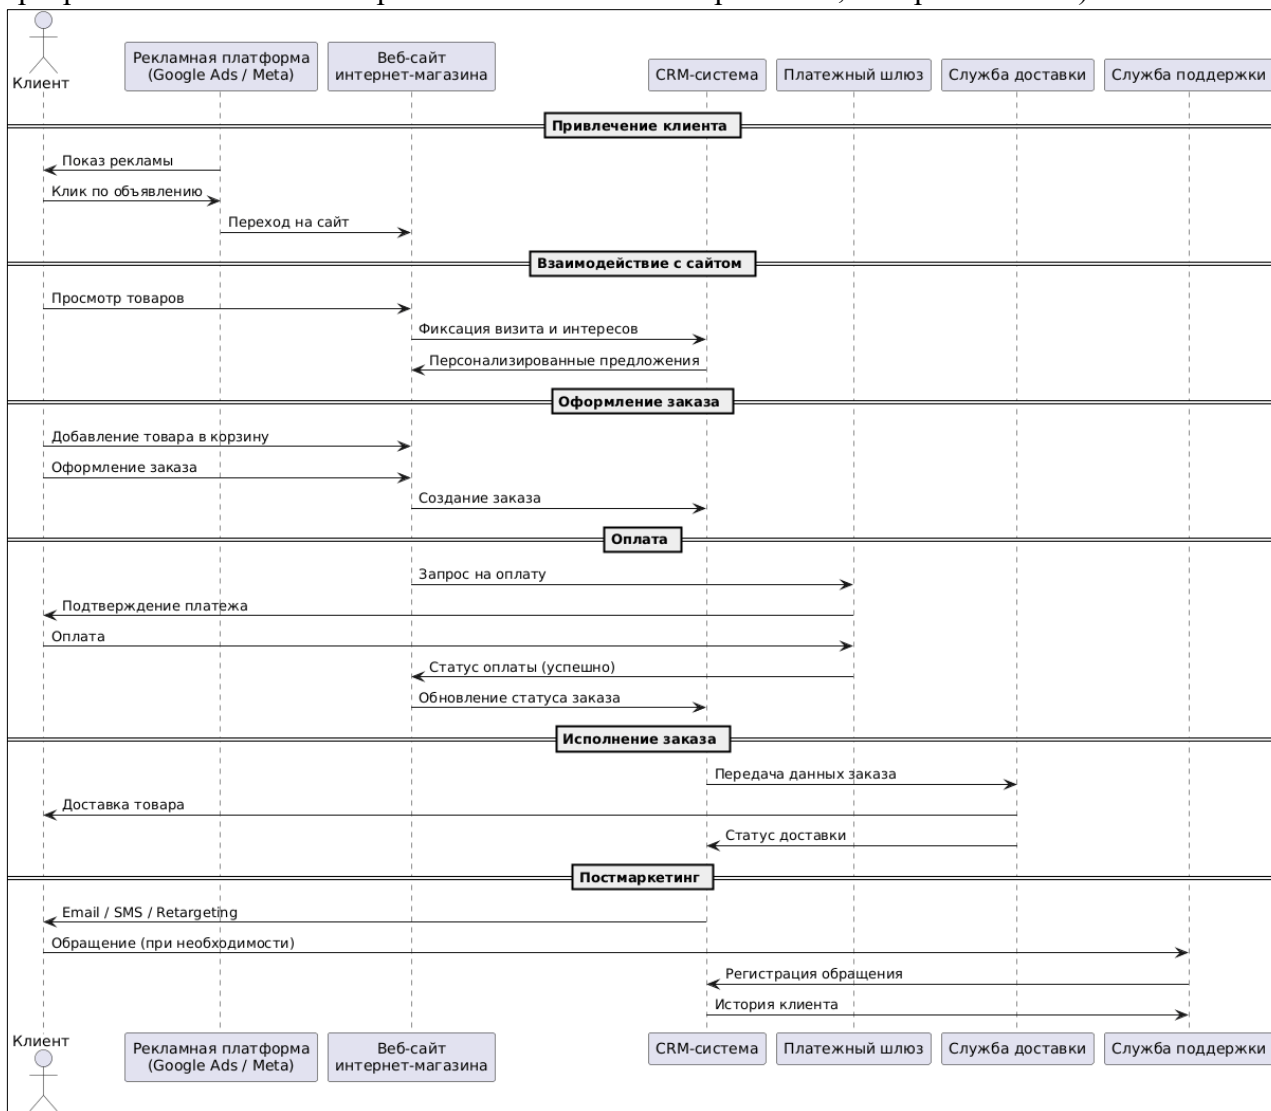 Клиент
Рекламная платформа
(Google Ads / Meta)
Веб-сайт
интернет-магазина
CRM-система
Платежный шлюз
Служба доставки
Служба поддержки
Привлечение клиента
Показ рекламы
Клик по объявлению
Переход на сайт
Взаимодействие с сайтом
Просмотр товаров
Фиксация визита и интересов
Персонализированные предложения
Оформление заказа
Добавление товара в корзину
Оформление заказа
Создание заказа
Оплата
Запрос на оплату
Подтверждение платежа
Оплата
Статус оплаты (успешно)
Обновление статуса заказа
Исполнение заказа
Передача данных заказа
Доставка товара
Статус доставки
Постмаркетинг
Email / SMS / Retargeting
Обращение (при необходимости)
Регистрация обращения
История клиента
Клиент
Рекламная платформа
(Google Ads / Meta)
Веб-сайт
интернет-магазина
CRM-система
Платежный шлюз
Служба доставки
Служба поддержки